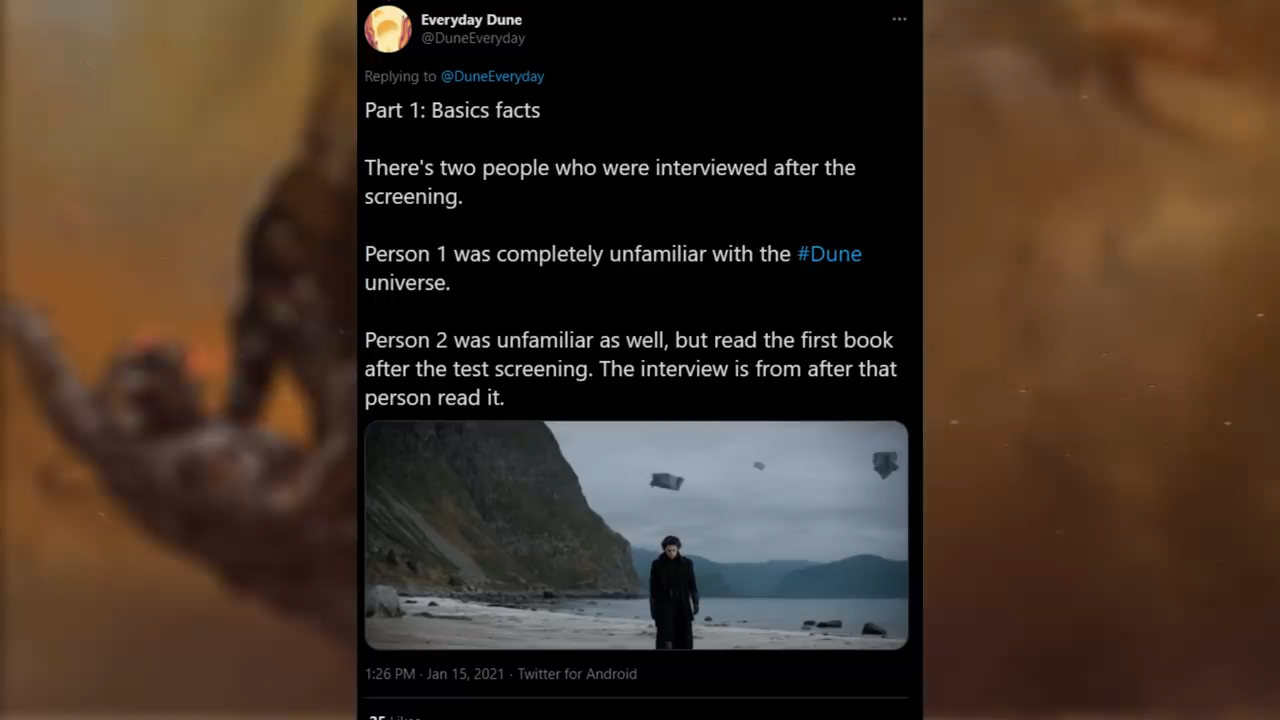 Everyday Dune
@DuneEveryday
Replying to @DuneEveryday
Part 1: Basics facts
There's two people who were interviewed after the
screening.
Person 1 was completely unfamiliar with the #Dune
universe.
Person 2 was unfamiliar as well, but read the first book
after the test screening. The interview is from after that
person read it.
1:26 PM · Jan 15, 2021 · Twitter for Android